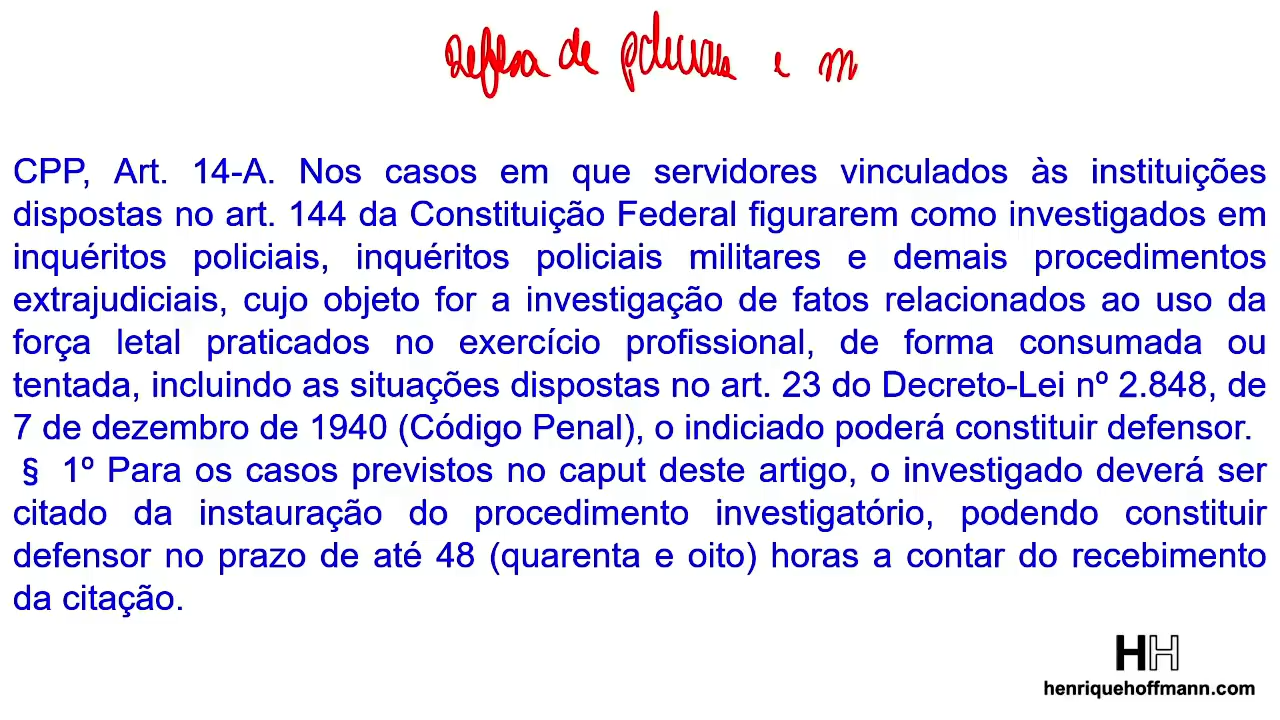 Defesa de policiais e m
CPP, Art. 14-A. Nos casos em que servidores vinculados às instituições
dispostas no art. 144 da Constituição Federal figurarem como investigados em
inquéritos policiais, inquéritos policiais militares e demais procedimentos
extrajudiciais, cujo objeto for a investigação de fatos relacionados ao uso da
força letal praticados no exercício profissional, de forma consumada ou
tentada, incluindo as situações dispostas no art. 23 do Decreto-Lei nº 2.848, de
7 de dezembro de 1940 (Código Penal), o indiciado poderá constituir defensor.
§ 1º Para os casos previstos no caput deste artigo, o investigado deverá ser
citado da instauração do procedimento investigatório, podendo constituir
defensor no prazo de até 48 (quarenta e oito) horas a contar do recebimento
da citação.
HH
henriquehoffmann.com